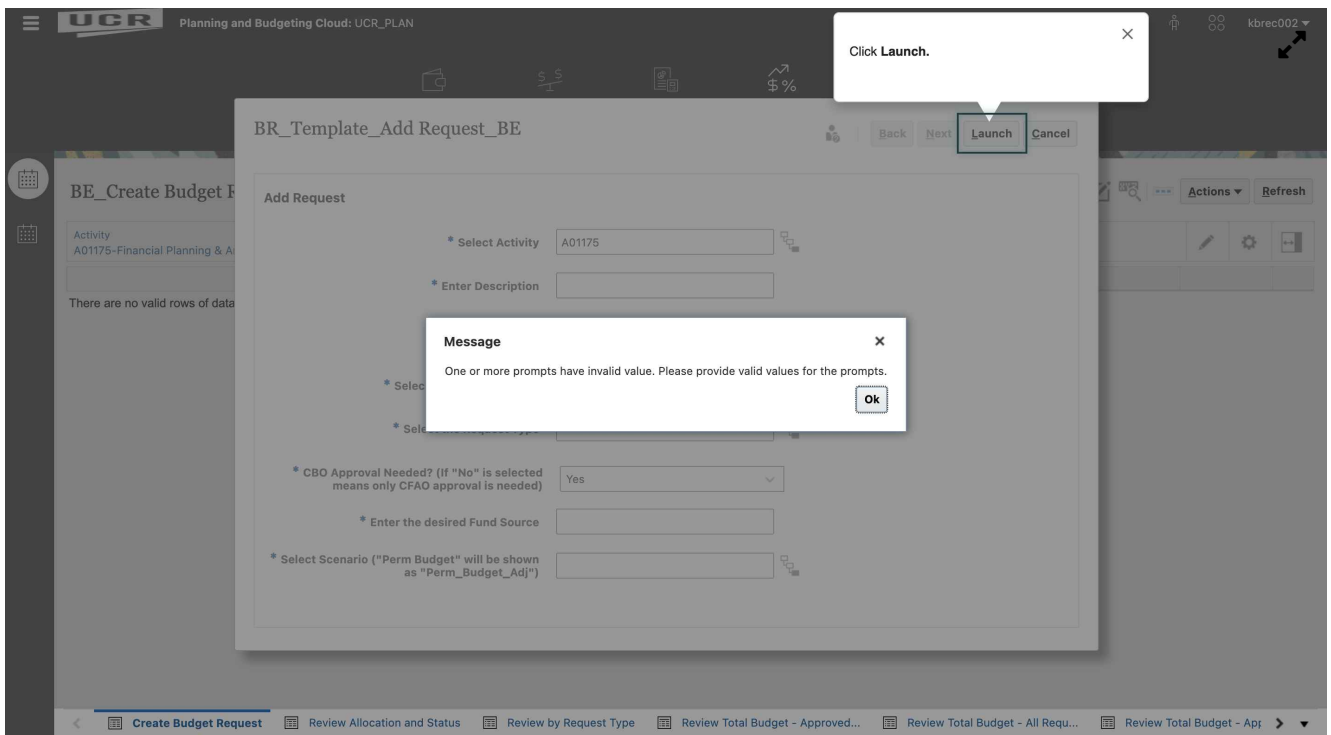 UCR Planning and Budgeting Cloud: UCR_PLAN
kbrec002
Click Launch.
BR_Template_Add Request_BE
Back Next Launch Cancel
BE_Create Budget R
Actions Refresh
Add Request
Activity
A01175-Financial Planning & A
* Select Activity A01175
* Enter Description
There are no valid rows of data
Message
One or more prompts have invalid value. Please provide valid values for the prompts.
Ok
* Selec
* Sele
* CBO Approval Needed? (If "No" is selected
means only CFAO approval is needed)
Yes
* Enter the desired Fund Source
* Select Scenario ("Perm Budget" will be shown
as "Perm_Budget_Adj")
Create Budget Request Review Allocation and Status Review by Request Type Review Total Budget - Approved... Review Total Budget - All Requ... Review Total Budget - App